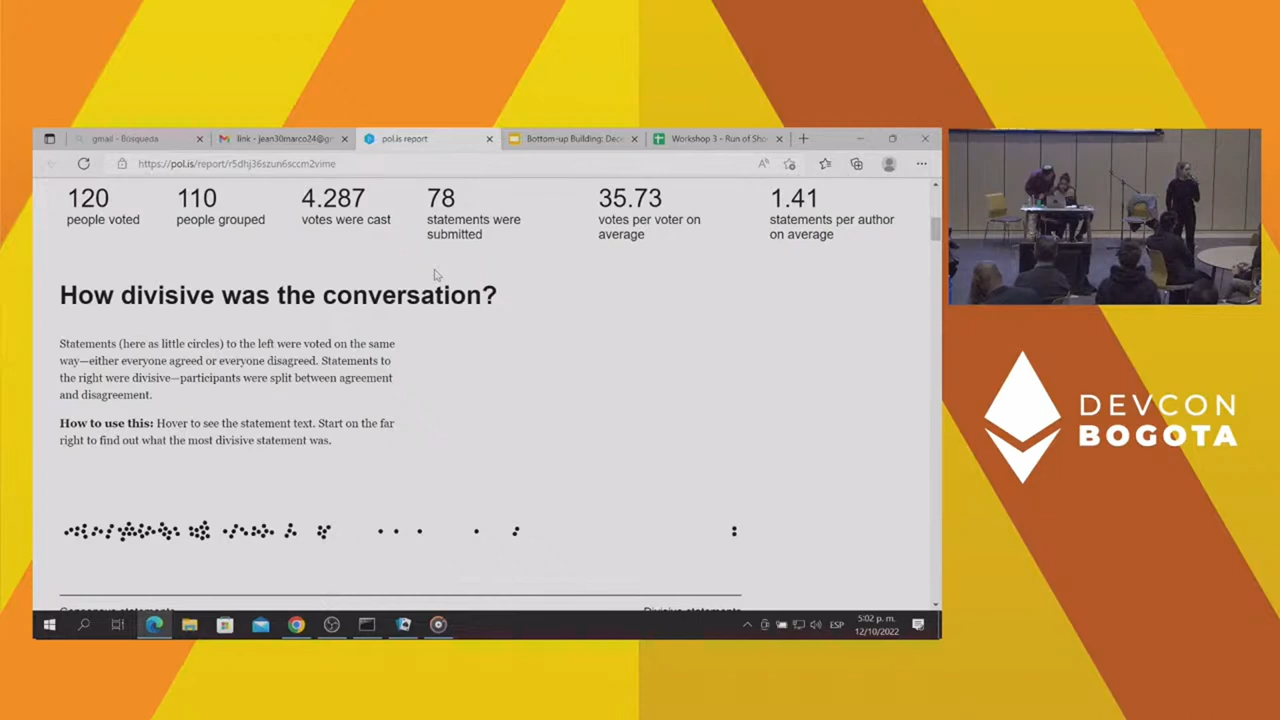 gmail - Búsqueda
link - jean30marco24@gm
pol.is report
Bottom-up Building: Dece
Workshop 3 - Run of Sho
https://pol.is/report/r5dhj36szun6sccm2vime
120
people voted
110
people grouped
4.287
votes were cast
78
statements were
submitted
35.73
votes per voter on
average
1.41
statements per author
on average
How divisive was the conversation?
Statements (here as little circles) to the left were voted on the same
way—either everyone agreed or everyone disagreed. Statements to
the right were divisive—participants were split between agreement
and disagreement.
How to use this: Hover to see the statement text. Start on the far
right to find out what the most divisive statement was.
Consensus statements
Divisive statements
ESP
5:02 p. m.
12/10/2022
DEVCON
BOGOTA